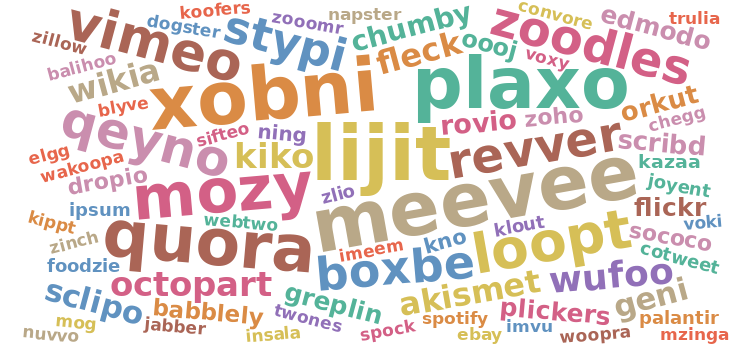 koofers
napster
convore
edmodo
trulia
zillow
vimeo
dogster
stypi
zooomr
chumby
oooj
zoodles
balihoo
wikia
xobni
fleck
voxy
plaxo
orkut
blyve
qeyno
sifteo
ning
rovio
zoho
chegg
elgg
wakoopa
kiko
lijit
revver
scribd
kazaa
dropio
mozy
zlio
meevee
joyent
ipsum
webtwo
flickr
voki
kippt
zinch
quora
imeem
kno
klout
loopt
sococo
cotweet
foodzie
octopart
boxbe
wufoo
sclipo
babblely
greplin
akismet
plickers
geni
mog
jabber
twones
spotify
imvu
palantir
nuvvo
insala
spock
ebay
woopra
mzinga